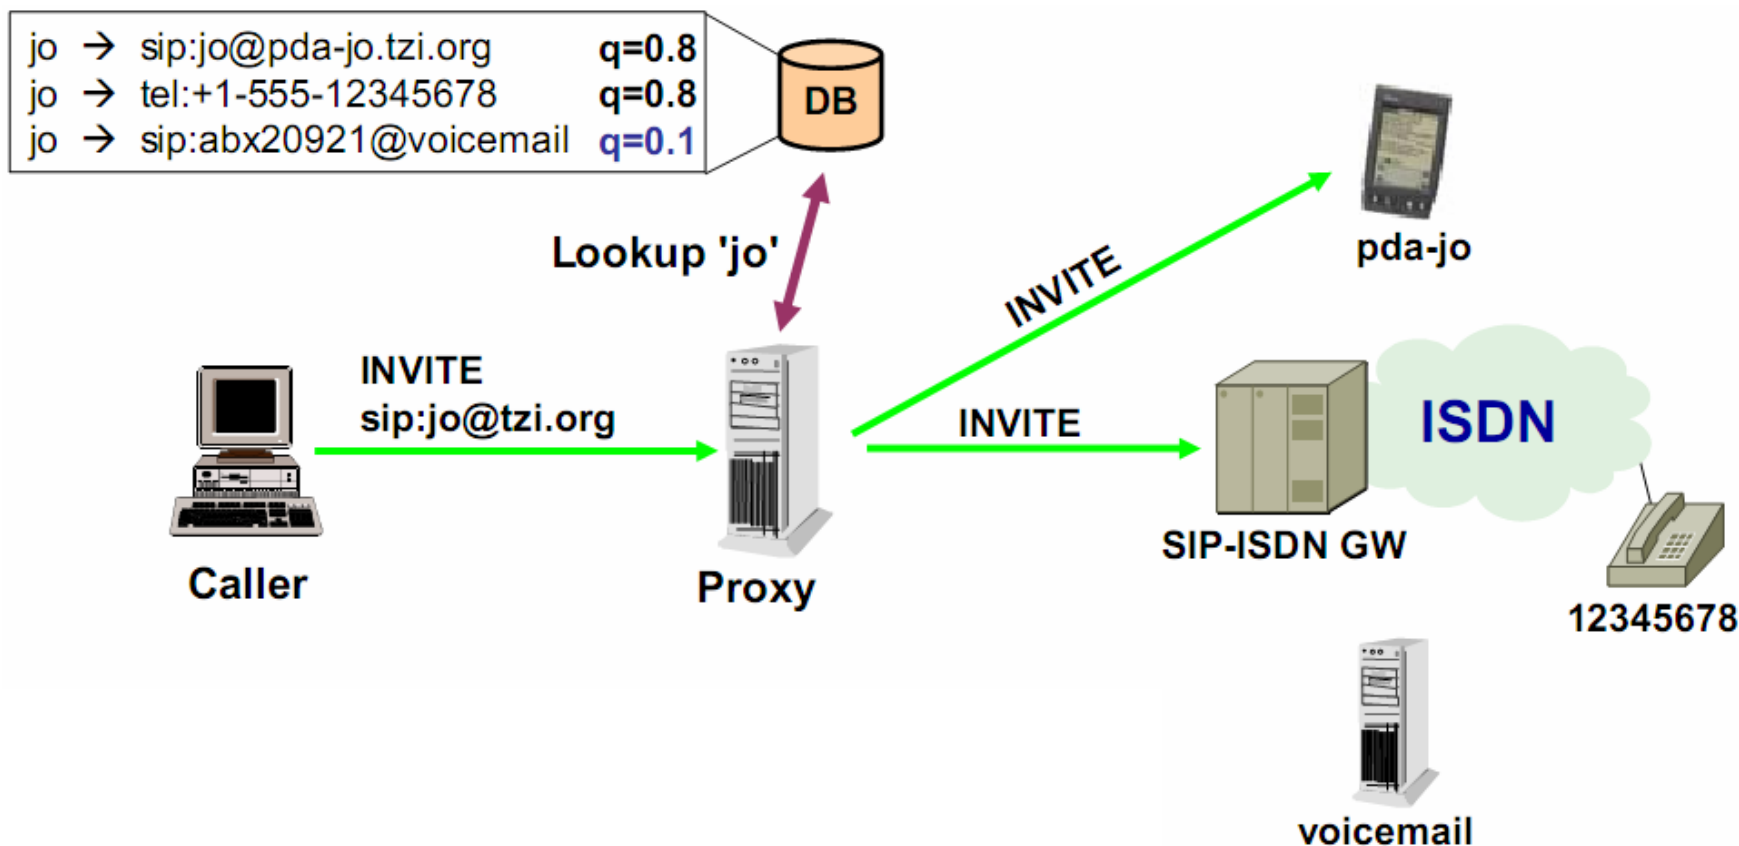 jo → sip:jo@pda-jo.tzi.org q=0.8
jo → tel:+1-555-12345678 q=0.8
jo → sip:abx20921@voicemail q=0.1
DB
Lookup 'jo'
pda-jo
INVITE
INVITE
sip:jo@tzi.org
INVITE
ISDN
SIP-ISDN GW
Caller
Proxy
12345678
voicemail